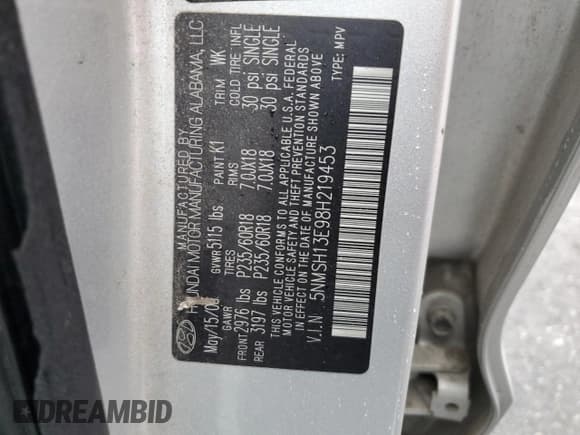 MANUFACTURED BY
HYUNDAI MOTOR MANUFACTURING ALABAMA, LLC
May/15/08 GVWR 5115 lbs PAINT K1 TRIM WK
GAWR TIRES RIMS COLD TIRE INFL
FRONT 2976 lbs P235/60R18 7.0JX18 30 psi SINGLE
REAR 3197 lbs P235/60R18 7.0JX18 30 psi SINGLE
THIS VEHICLE CONFORMS TO ALL APPLICABLE U.S.A. FEDERAL
MOTOR VEHICLE SAFETY AND THEFT PREVENTION STANDARDS
IN EFFECT ON THE DATE OF MANUFACTURE SHOWN ABOVE.
V.I.N 5NMSH13E98H219453 TYPE: MPV
DREAMBID